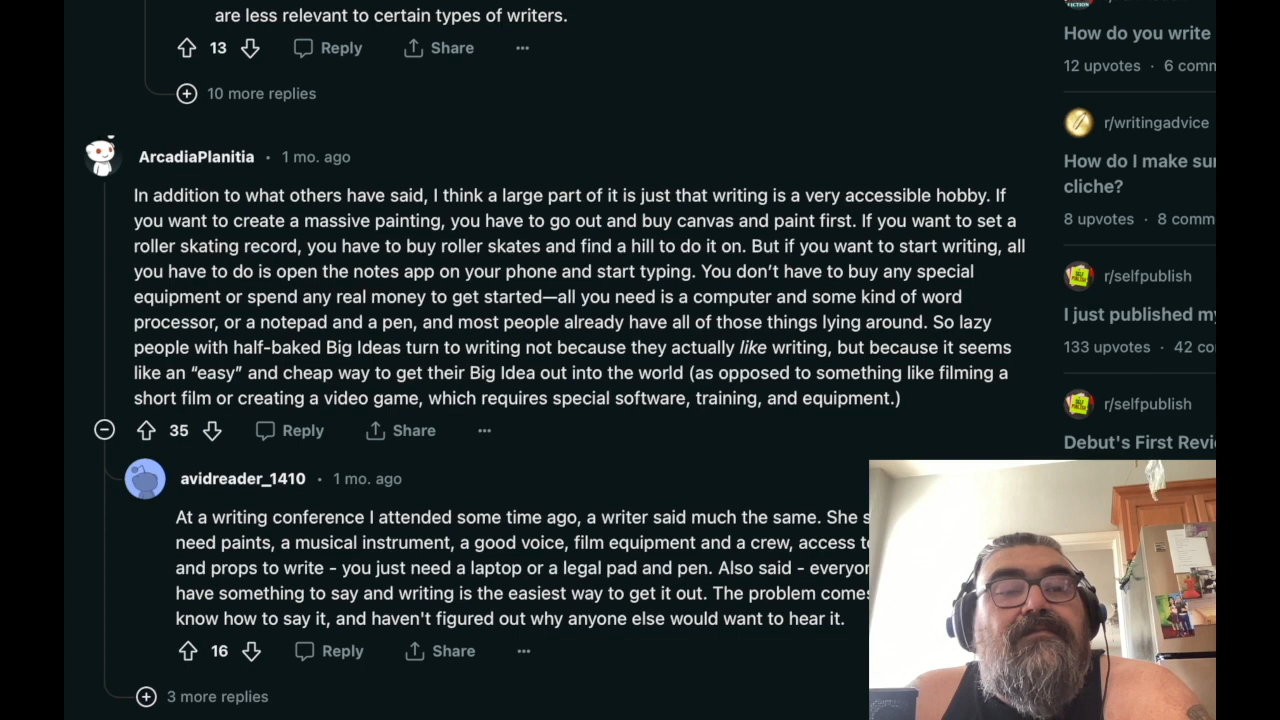 are less relevant to certain types of writers.
13 Reply Share
10 more replies
ArcadiaPlanitia • 1 mo. ago
In addition to what others have said, I think a large part of it is just that writing is a very accessible hobby. If
you want to create a massive painting, you have to go out and buy canvas and paint first. If you want to set a
roller skating record, you have to buy roller skates and find a hill to do it on. But if you want to start writing, all
you have to do is open the notes app on your phone and start typing. You don’t have to buy any special
equipment or spend any real money to get started—all you need is a computer and some kind of word
processor, or a notepad and a pen, and most people already have all of those things lying around. So lazy
people with half-baked Big Ideas turn to writing not because they actually like writing, but because it seems
like an “easy” and cheap way to get their Big Idea out into the world (as opposed to something like filming a
short film or creating a video game, which requires special software, training, and equipment.)
35 Reply Share
avidreader_1410 • 1 mo. ago
At a writing conference I attended some time ago, a writer said much the same. She
need paints, a musical instrument, a good voice, film equipment and a crew, access
and props to write - you just need a laptop or a legal pad and pen. Also said -
have something to say and writing is the easiest way to get it out. The problem
know how to say it, and haven't figured out why anyone else would want to hear it.
16 Reply Share
3 more replies
FICTION
How do you write
12 upvotes · 6
r/writingadvice
How do I make
cliche?
8 upvotes · 8
r/selfpublish
I just published
133 upvotes · 42
r/selfpublish
Debut's First